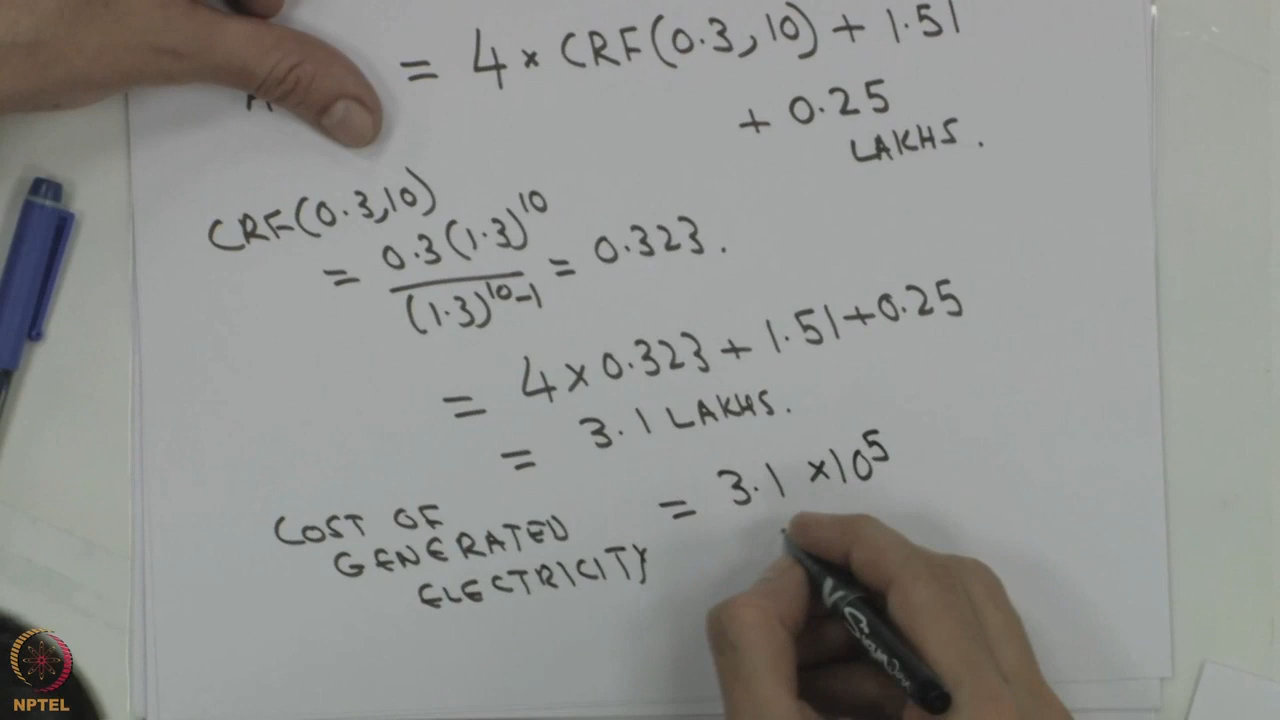 = 4 × CRF(0.3,10) + 1.51
+ 0.25
LAKHS.
CRF(0.3,10)
= 0.3(1.3)^10 / (1.3)^10-1 = 0.323.
= 4 × 0.323 + 1.51 + 0.25
= 3.1 LAKHS.
COST OF
GENERATED
ELECTRICITY
= 3.1 × 10^5
NPTEL